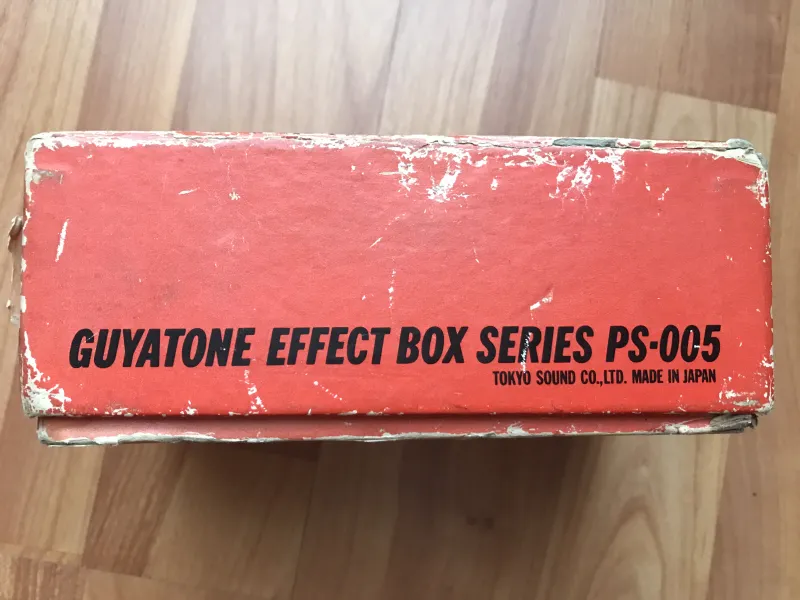 GUYATONE EFFECT BOX SERIES PS-005
TOKYO SOUND CO.,LTD. MADE IN JAPAN